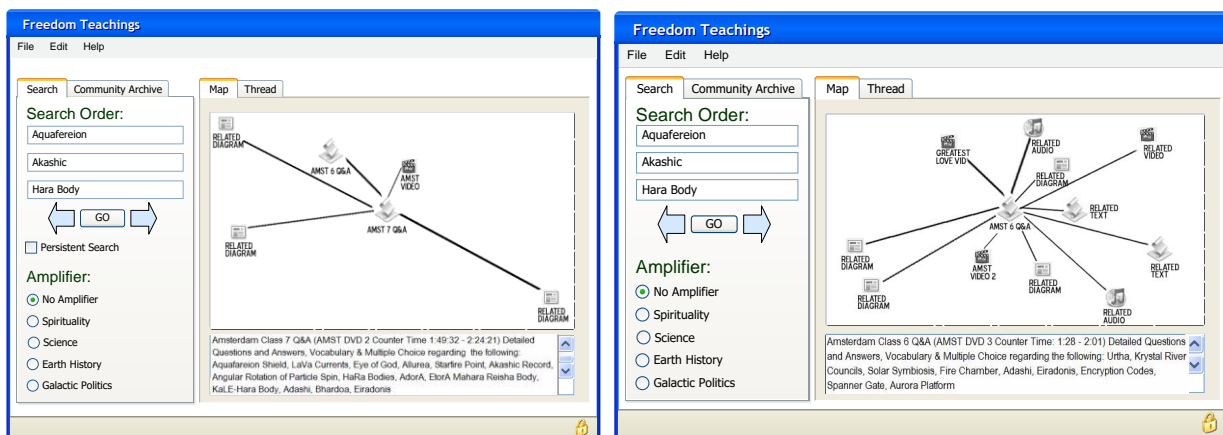 Freedom Teachings
File Edit Help
Search Community Archive
Map Thread
Search Order:
Aquafereion
Akashic
Hara Body
GO
Persistent Search
Amplifier:
No Amplifier
Spirituality
Science
Earth History
Galactic Politics
RELATED
DIAGRAM
AMST 6 Q&A
AMST
VIDEO
AMST 7 Q&A
RELATED
DIAGRAM
RELATED
DIAGRAM
Amsterdam Class 7 Q&A (AMST DVD 2 Counter Time 1:49:32 - 2:24:21) Detailed
Questions and Answers, Vocabulary & Multiple Choice regarding the following:
Aquafareion Shield, LaVa Currents, Eye of God, Allurea, Starfire Point, Akashic Record,
Angular Rotation of Particle Spin, HaRa Bodies, AdorA, EtorA Mahara Reisha Body,
KaLE-Hara Body, Adashi, Bhardoa, Eiradonis
Freedom Teachings
File Edit Help
Search Community Archive
Map Thread
Search Order:
Aquafereion
Akashic
Hara Body
GO
Amplifier:
No Amplifier
Spirituality
Science
Earth History
Galactic Politics
GREATEST
LOVE VID
RELATED
AUDIO
RELATED
VIDEO
RELATED
DIAGRAM
RELATED
TEXT
AMST 6 Q&A
RELATED
DIAGRAM
AMST
VIDEO 2
RELATED
DIAGRAM
RELATED
TEXT
RELATED
DIAGRAM
RELATED
AUDIO
Amsterdam Class 6 Q&A (AMST DVD 3 Counter Time: 1:28 - 2:01) Detailed Questions
and Answers, Vocabulary & Multiple Choice regarding the following: Urtha, Krystal River
Councils, Solar Symbiosis, Fire Chamber, Adashi, Eiradonis, Encryption Codes,
Spanner Gate, Aurora Platform